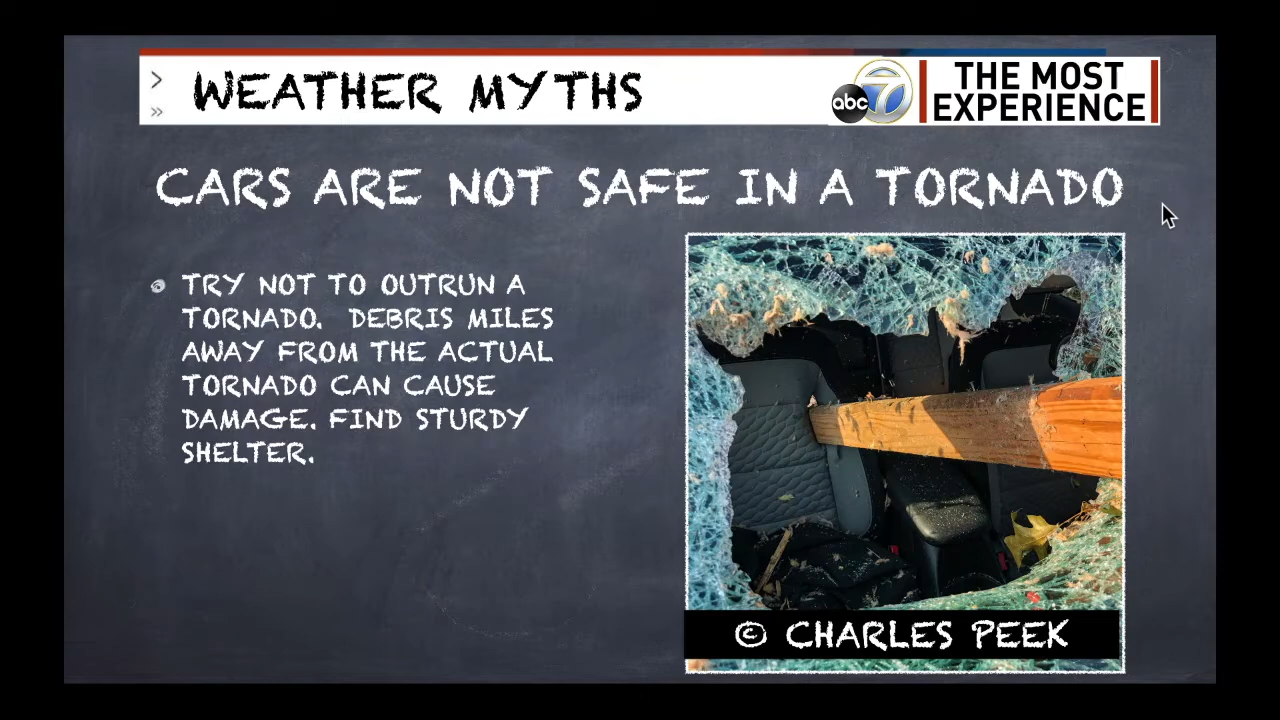 WEATHER MYTHS
abc 7
THE MOST
EXPERIENCE
CARS ARE NOT SAFE IN A TORNADO
TRY NOT TO OUTRUN A
TORNADO. DEBRIS MILES
AWAY FROM THE ACTUAL
TORNADO CAN CAUSE
DAMAGE. FIND STURDY
SHELTER.
© CHARLES PEEK